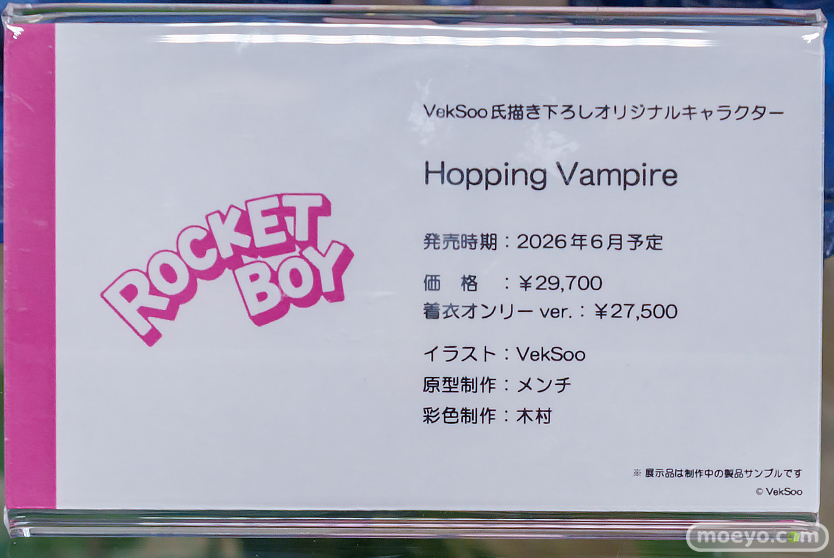 ROCKET
BOY
VekSoo氏描き下ろしオリジナルキャラクター
Hopping Vampire
発売時期：2026年6月予定
価　格　：￥29,700
着衣オンリーver.：￥27,500
イラスト：VekSoo
原型制作：メンチ
彩色制作：木村
※ 展示品は制作中の製品サンプルです
© VekSoo
moeyo.com